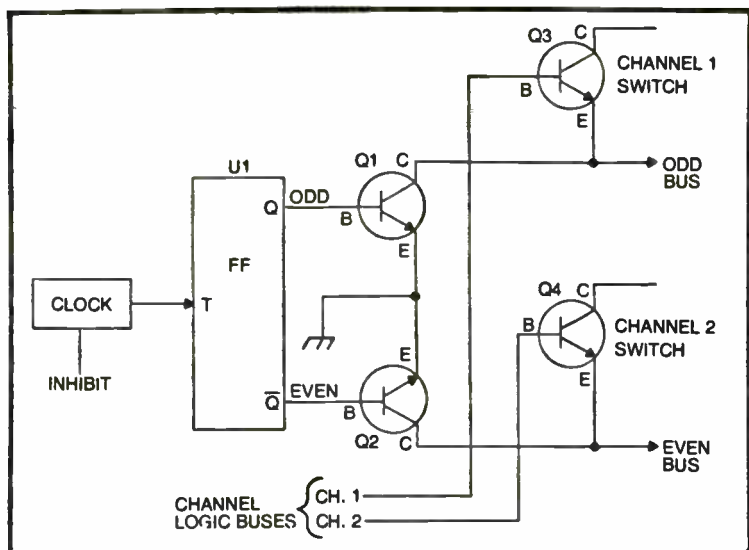 Q3
C
CHANNEL 1
SWITCH
B
E
U1
Q1
C
ODD
BUS
Q
ODD
B
E
FF
CLOCK
T
Q4
C
B
CHANNEL 2
SWITCH
E
E
INHIBIT
Q̅
EVEN
B
Q2
C
EVEN
BUS
CHANNEL
LOGIC BUSES
CH. 1
CH. 2